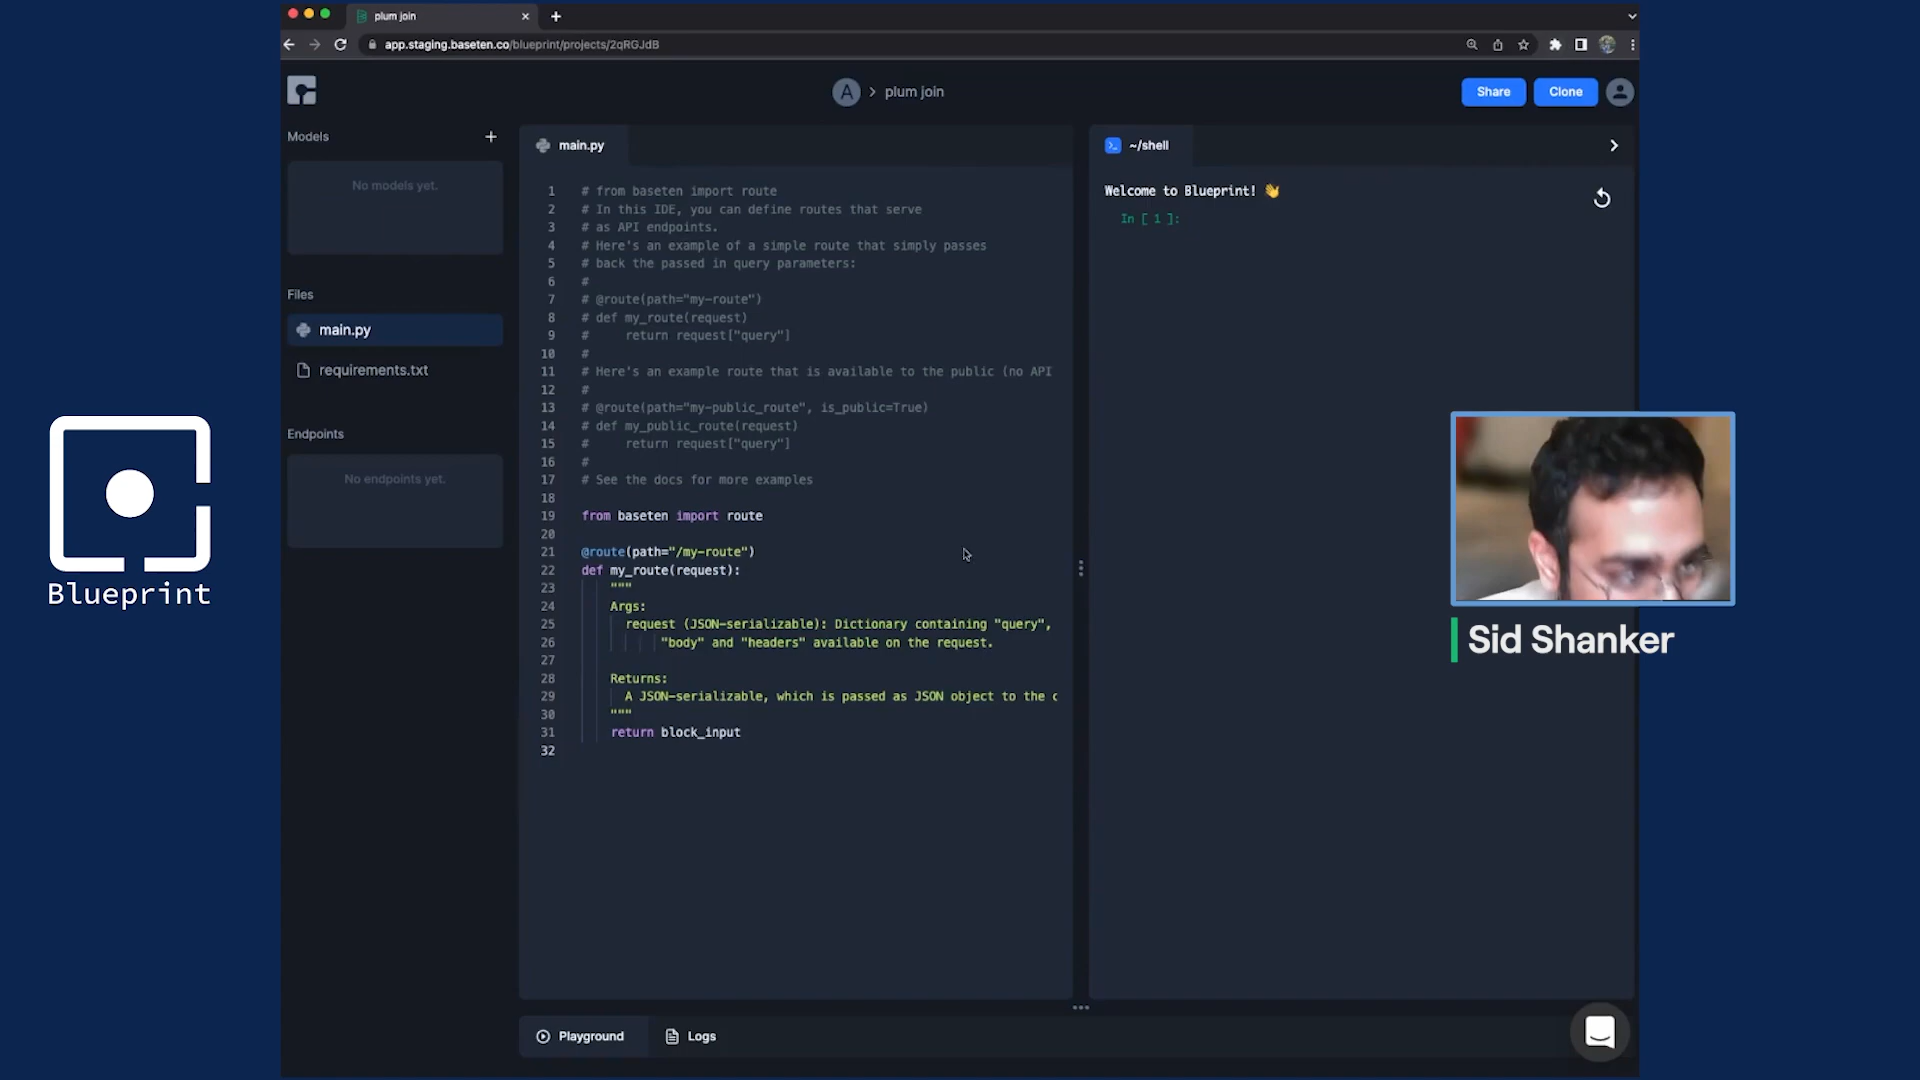 plum join
app.staging.baseten.co/blueprint/projects/2qRGJdB
A > plum join
Share
Clone
Models
No models yet.
Files
main.py
requirements.txt
Endpoints
No endpoints yet.
main.py
1 # from baseten import route
2 # In this IDE, you can define routes that serve
3 # as API endpoints.
4 # Here's an example of a simple route that simply passes
5 # back the passed in query parameters:
6 #
7 # @route(path="my-route")
8 # def my_route(request)
9 #     return request["query"]
10 #
11 # Here's an example route that is available to the public (no API
12 #
13 # @route(path="my-public_route", is_public=True)
14 # def my_public_route(request)
15 #     return request["query"]
16 #
17 # See the docs for more examples
18
19 from baseten import route
20
21 @route(path="/my-route")
22 def my_route(request):
23     """
24     Args:
25       request (JSON-serializable): Dictionary containing "query",
26            "body" and "headers" available on the request.
27
28     Returns:
29       A JSON-serializable, which is passed as JSON object to the c
30     """
31     return block_input
32
~/shell
Welcome to Blueprint! 👋
In [ 1 ]:
Playground
Logs
Blueprint
Sid Shanker